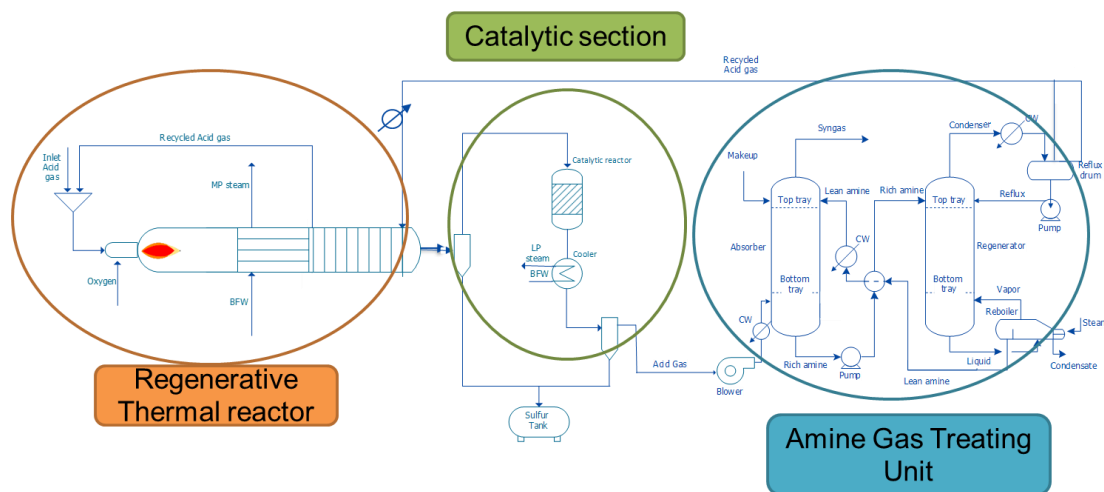 Catalytic section
Recycled
Acid gas
Recycled Acid gas
Inlet
Acid
gas
MP steam
Oxygen
BFW
Catalytic reactor
LP
steam
BFW
Cooler
Sulfur
Tank
Acid Gas
Blower
CW
Syngas
Makeup
Lean amine
Top tray
Absorber
CW
Bottom
tray
Rich amine
Pump
Rich amine
Condenser
CW
Reflux
drum
Reflux
Pump
Top tray
Regenerator
Bottom
tray
Vapor
Reboiler
Steam
Liquid
Condensate
Lean amine
Regenerative
Thermal reactor
Amine Gas Treating
Unit